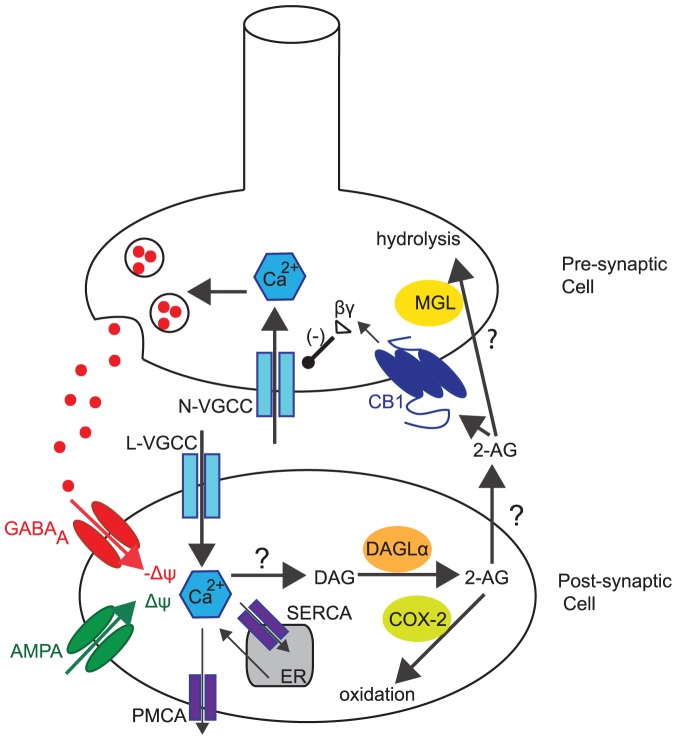 hydrolysis
Pre-synaptic
Cell
Ca2+
MGL
βγ
(-)
?
CB1
N-VGCC
L-VGCC
2-AG
GABAA
?
-Δψ
?
DAGLα
DAG
2-AG
Post-synaptic
Cell
Δψ
Ca2+
SERCA
COX-2
AMPA
ER
oxidation
PMCA